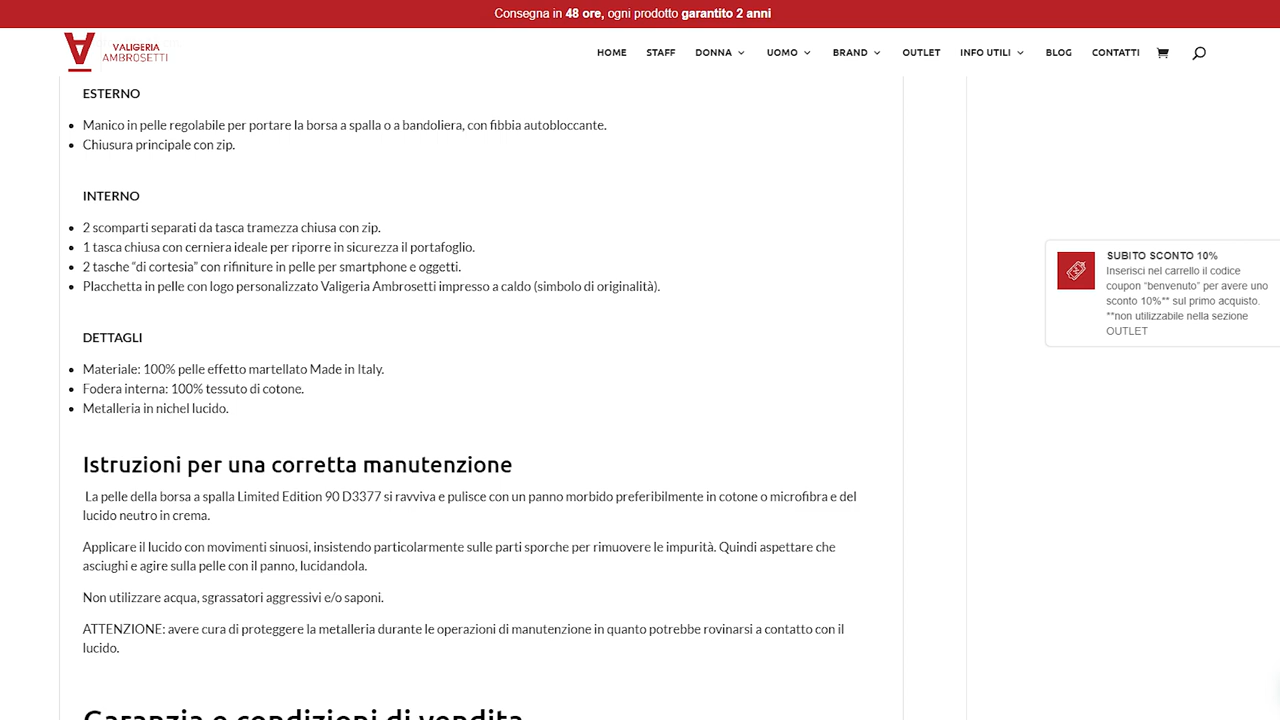 Consegna in 48 ore, ogni prodotto garantito 2 anni
VALIGERIA
AMBROSETTI
HOME STAFF DONNA UOMO BRAND OUTLET INFO UTILI BLOG CONTATTI
ESTERNO
Manico in pelle regolabile per portare la borsa a spalla o a bandoliera, con fibbia autobloccante.
Chiusura principale con zip.
INTERNO
2 scomparti separati da tasca tramezza chiusa con zip.
1 tasca chiusa con cerniera ideale per riporre in sicurezza il portafoglio.
2 tasche “di cortesia” con rifiniture in pelle per smartphone e oggetti.
Placchetta in pelle con logo personalizzato Valigeria Ambrosetti impresso a caldo (simbolo di originalità).
DETTAGLI
Materiale: 100% pelle effetto martellato Made in Italy.
Fodera interna: 100% tessuto di cotone.
Metalleria in nichel lucido.
Istruzioni per una corretta manutenzione
La pelle della borsa a spalla Limited Edition 90 D3377 si ravviva e pulisce con un panno morbido preferibilmente in cotone o microfibra e del
lucido neutro in crema.
Applicare il lucido con movimenti sinuosi, insistendo particolarmente sulle parti sporche per rimuovere le impurità. Quindi aspettare che
asciughi e agire sulla pelle con il panno, lucidandola.
Non utilizzare acqua, sgrassatori aggressivi e/o saponi.
ATTENZIONE: avere cura di proteggere la metalleria durante le operazioni di manutenzione in quanto potrebbe rovinarsi a contatto con il
lucido.
Garanzia e condizioni di vendita
SUBITO SCONTO 10%
Inserisci nel carrello il codice
coupon “benvenuto” per avere uno
sconto 10%** sul primo acquisto.
**non utilizzabile nella sezione
OUTLET